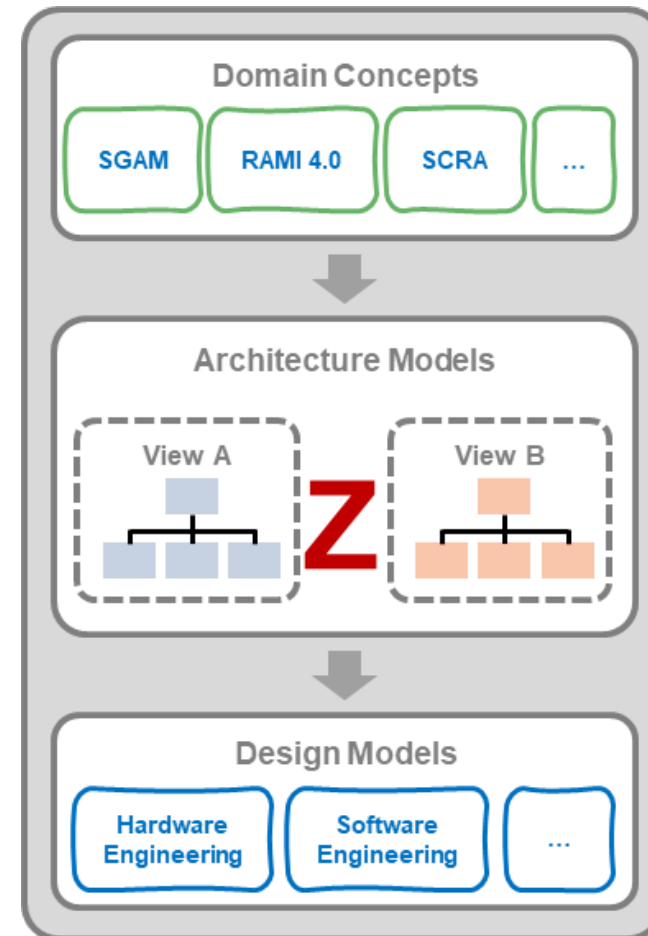 Domain Concepts
SGAM
RAMI 4.0
SCRA
...
Architecture Models
View A
Z
View B
Design Models
Hardware
Engineering
Software
Engineering
...